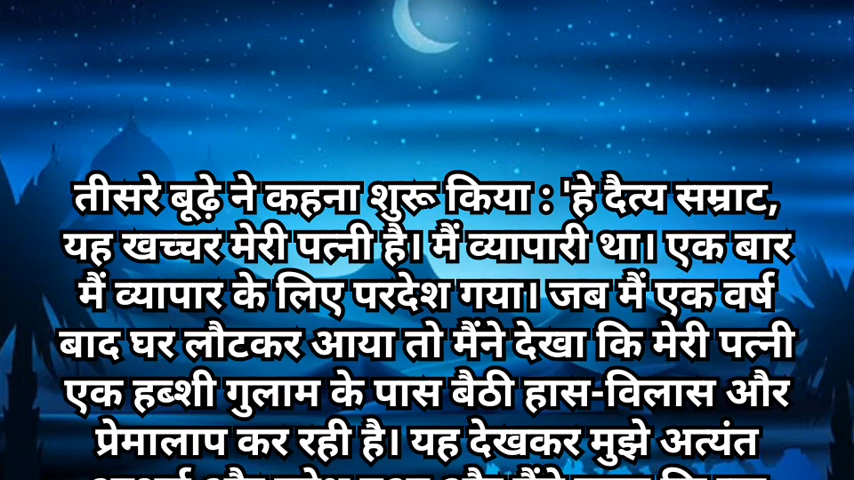 तीसरे बूढ़े ने कहना शुरू किया : 'हे दैत्य सम्राट,
यह खच्चर मेरी पत्नी है। मैं व्यापारी था। एक बार
मैं व्यापार के लिए परदेश गया। जब मैं एक वर्ष
बाद घर लौटकर आया तो मैंने देखा कि मेरी पत्नी
एक हब्शी गुलाम के पास बैठी हास-विलास और
प्रेमालाप कर रही है। यह देखकर मुझे अत्यंत